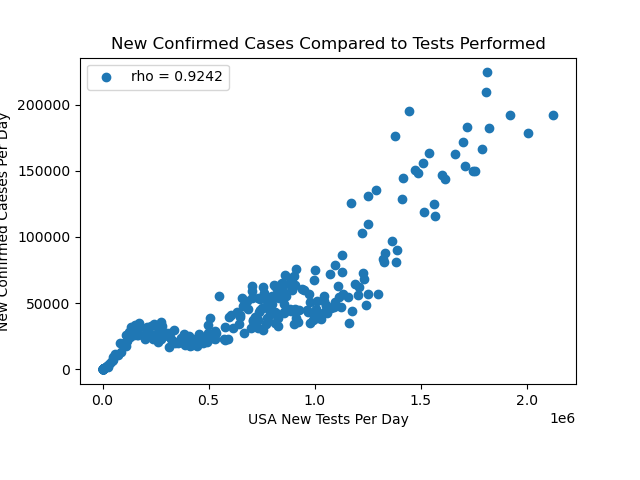 New Confirmed Cases Compared to Tests Performed
rho = 0.9242
New Confirmed Caeses Per Day
200000
150000
100000
50000
0
0.0 0.5 1.0 1.5 2.0
1e6
USA New Tests Per Day